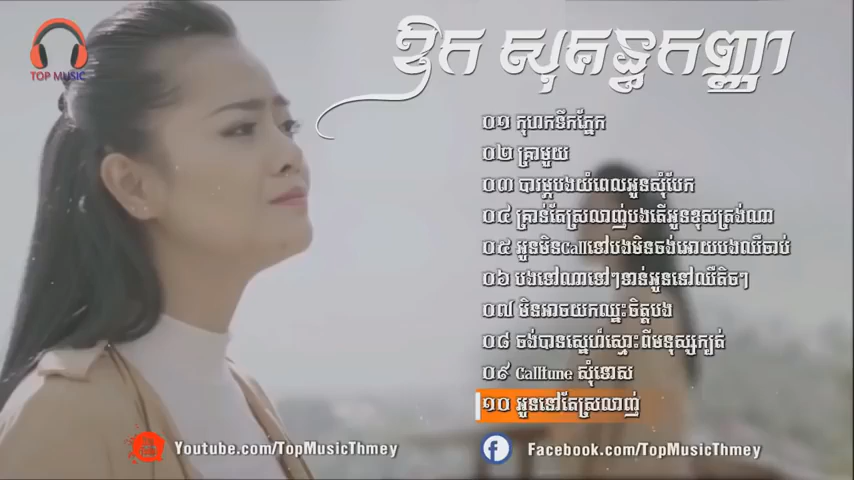 TOP MUSIC
ឱក សុគន្ធកញ្ញា
០១ កុហកទឹកភ្នែក
០២ គ្រាមួយ
០៣ បារម្ភបងយំពេលអូនសុំបែក
០៤ គ្រាន់តែស្រលាញ់បងតើអូនខុសត្រង់ណា
០៥ អូនមិនCallទៅបងមិនចង់អោយបងឈឺចាប់
០៦ បងទៅណាទៅៗទាន់អូននៅឈឺតិចៗ
០៧ មិនអាចយកឈ្នះចិត្តបង
០៨ ចង់បានស្នេហ៍ស្មោះពីមនុស្សក្បត់
០៩ Calltune សុំទោស
១០ អូននៅតែស្រលាញ់
Youtube.com/TopMusicThmey
Facebook.com/TopMusicThmey